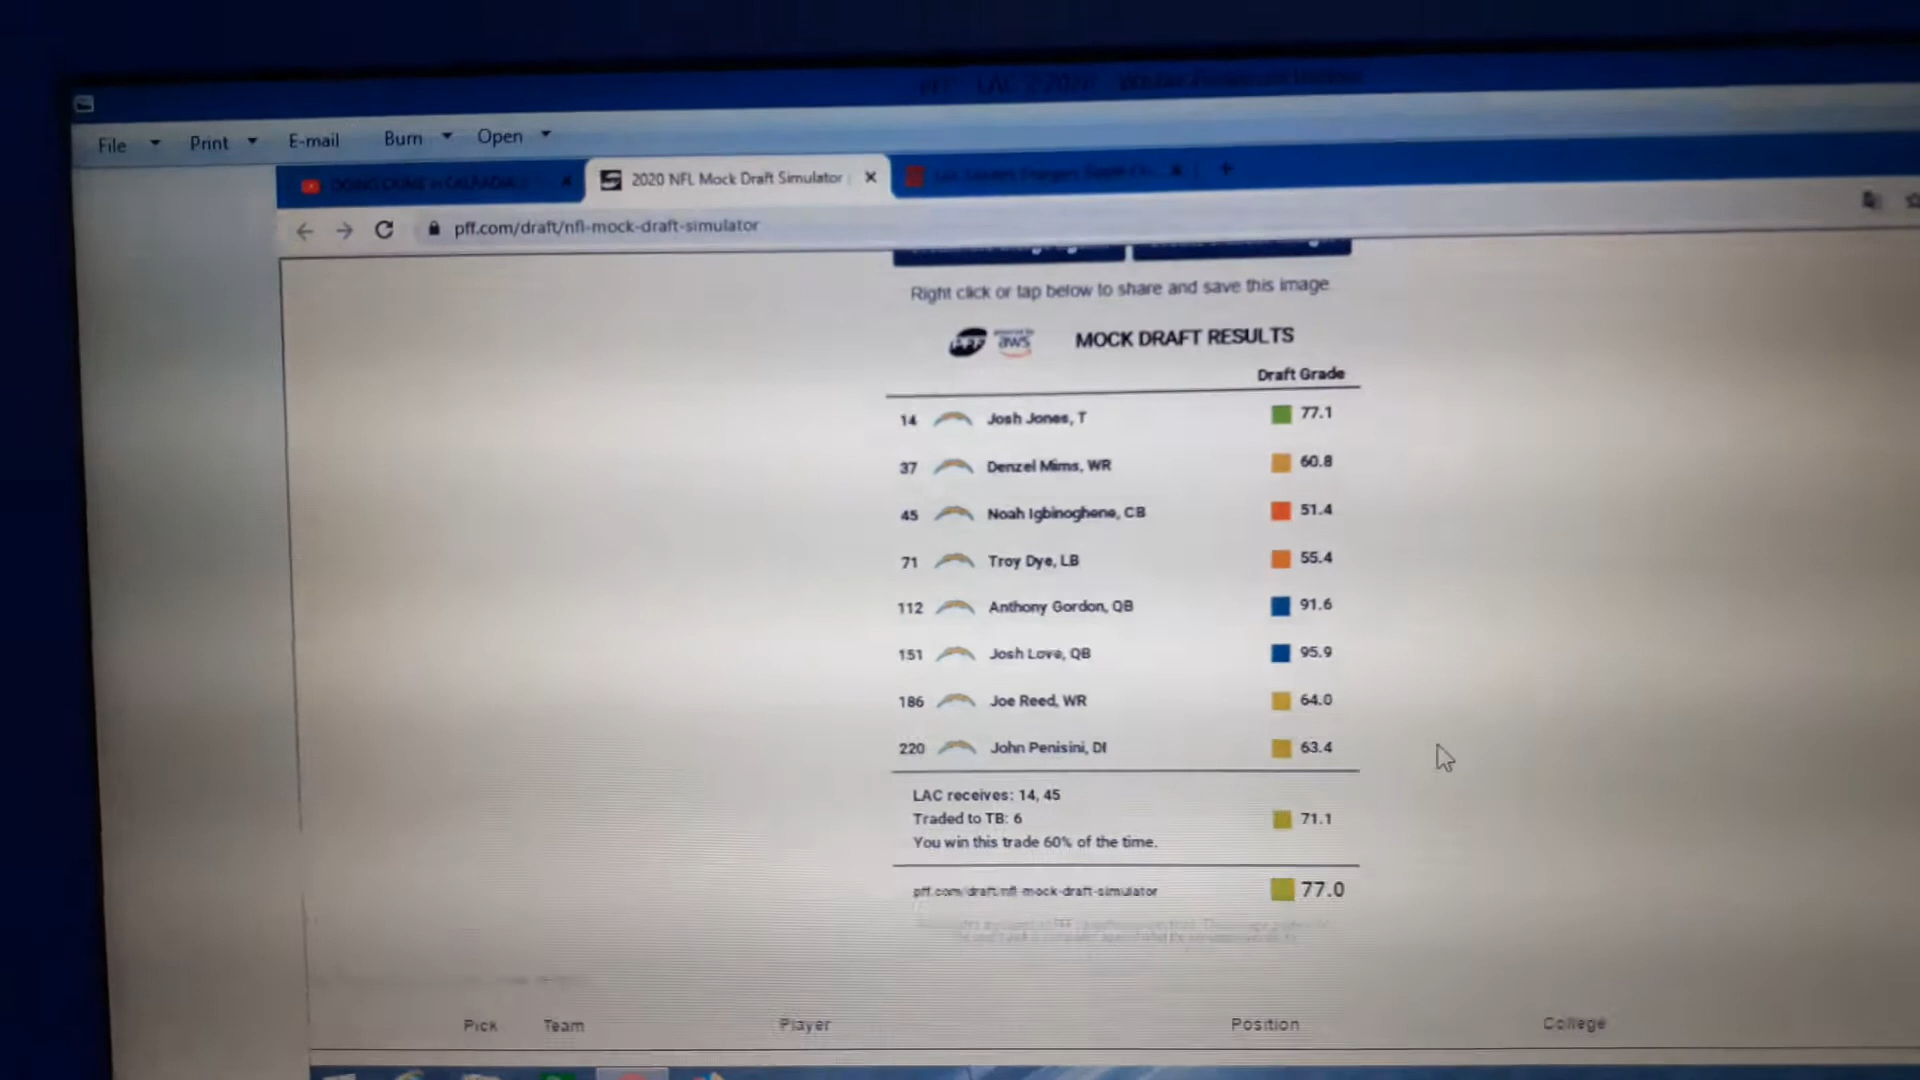 File Print E-mail Burn Open
2020 NFL Mock Draft Simulator
pff.com/draft/nfl-mock-draft-simulator
Right click or tap below to share and save this image.
PFF powered by aws MOCK DRAFT RESULTS
Draft Grade
14 Josh Jones, T 77.1
37 Denzel Mims, WR 60.8
45 Noah Igbinoghene, CB 51.4
71 Troy Dye, LB 55.4
112 Anthony Gordon, QB 91.6
151 Josh Love, QB 95.9
186 Joe Reed, WR 64.0
220 John Penisini, DI 63.4
LAC receives: 14, 45
Traded to TB: 6 71.1
You win this trade 60% of the time.
pff.com/draft/nfl-mock-draft-simulator 77.0
Pick Team Player Position College